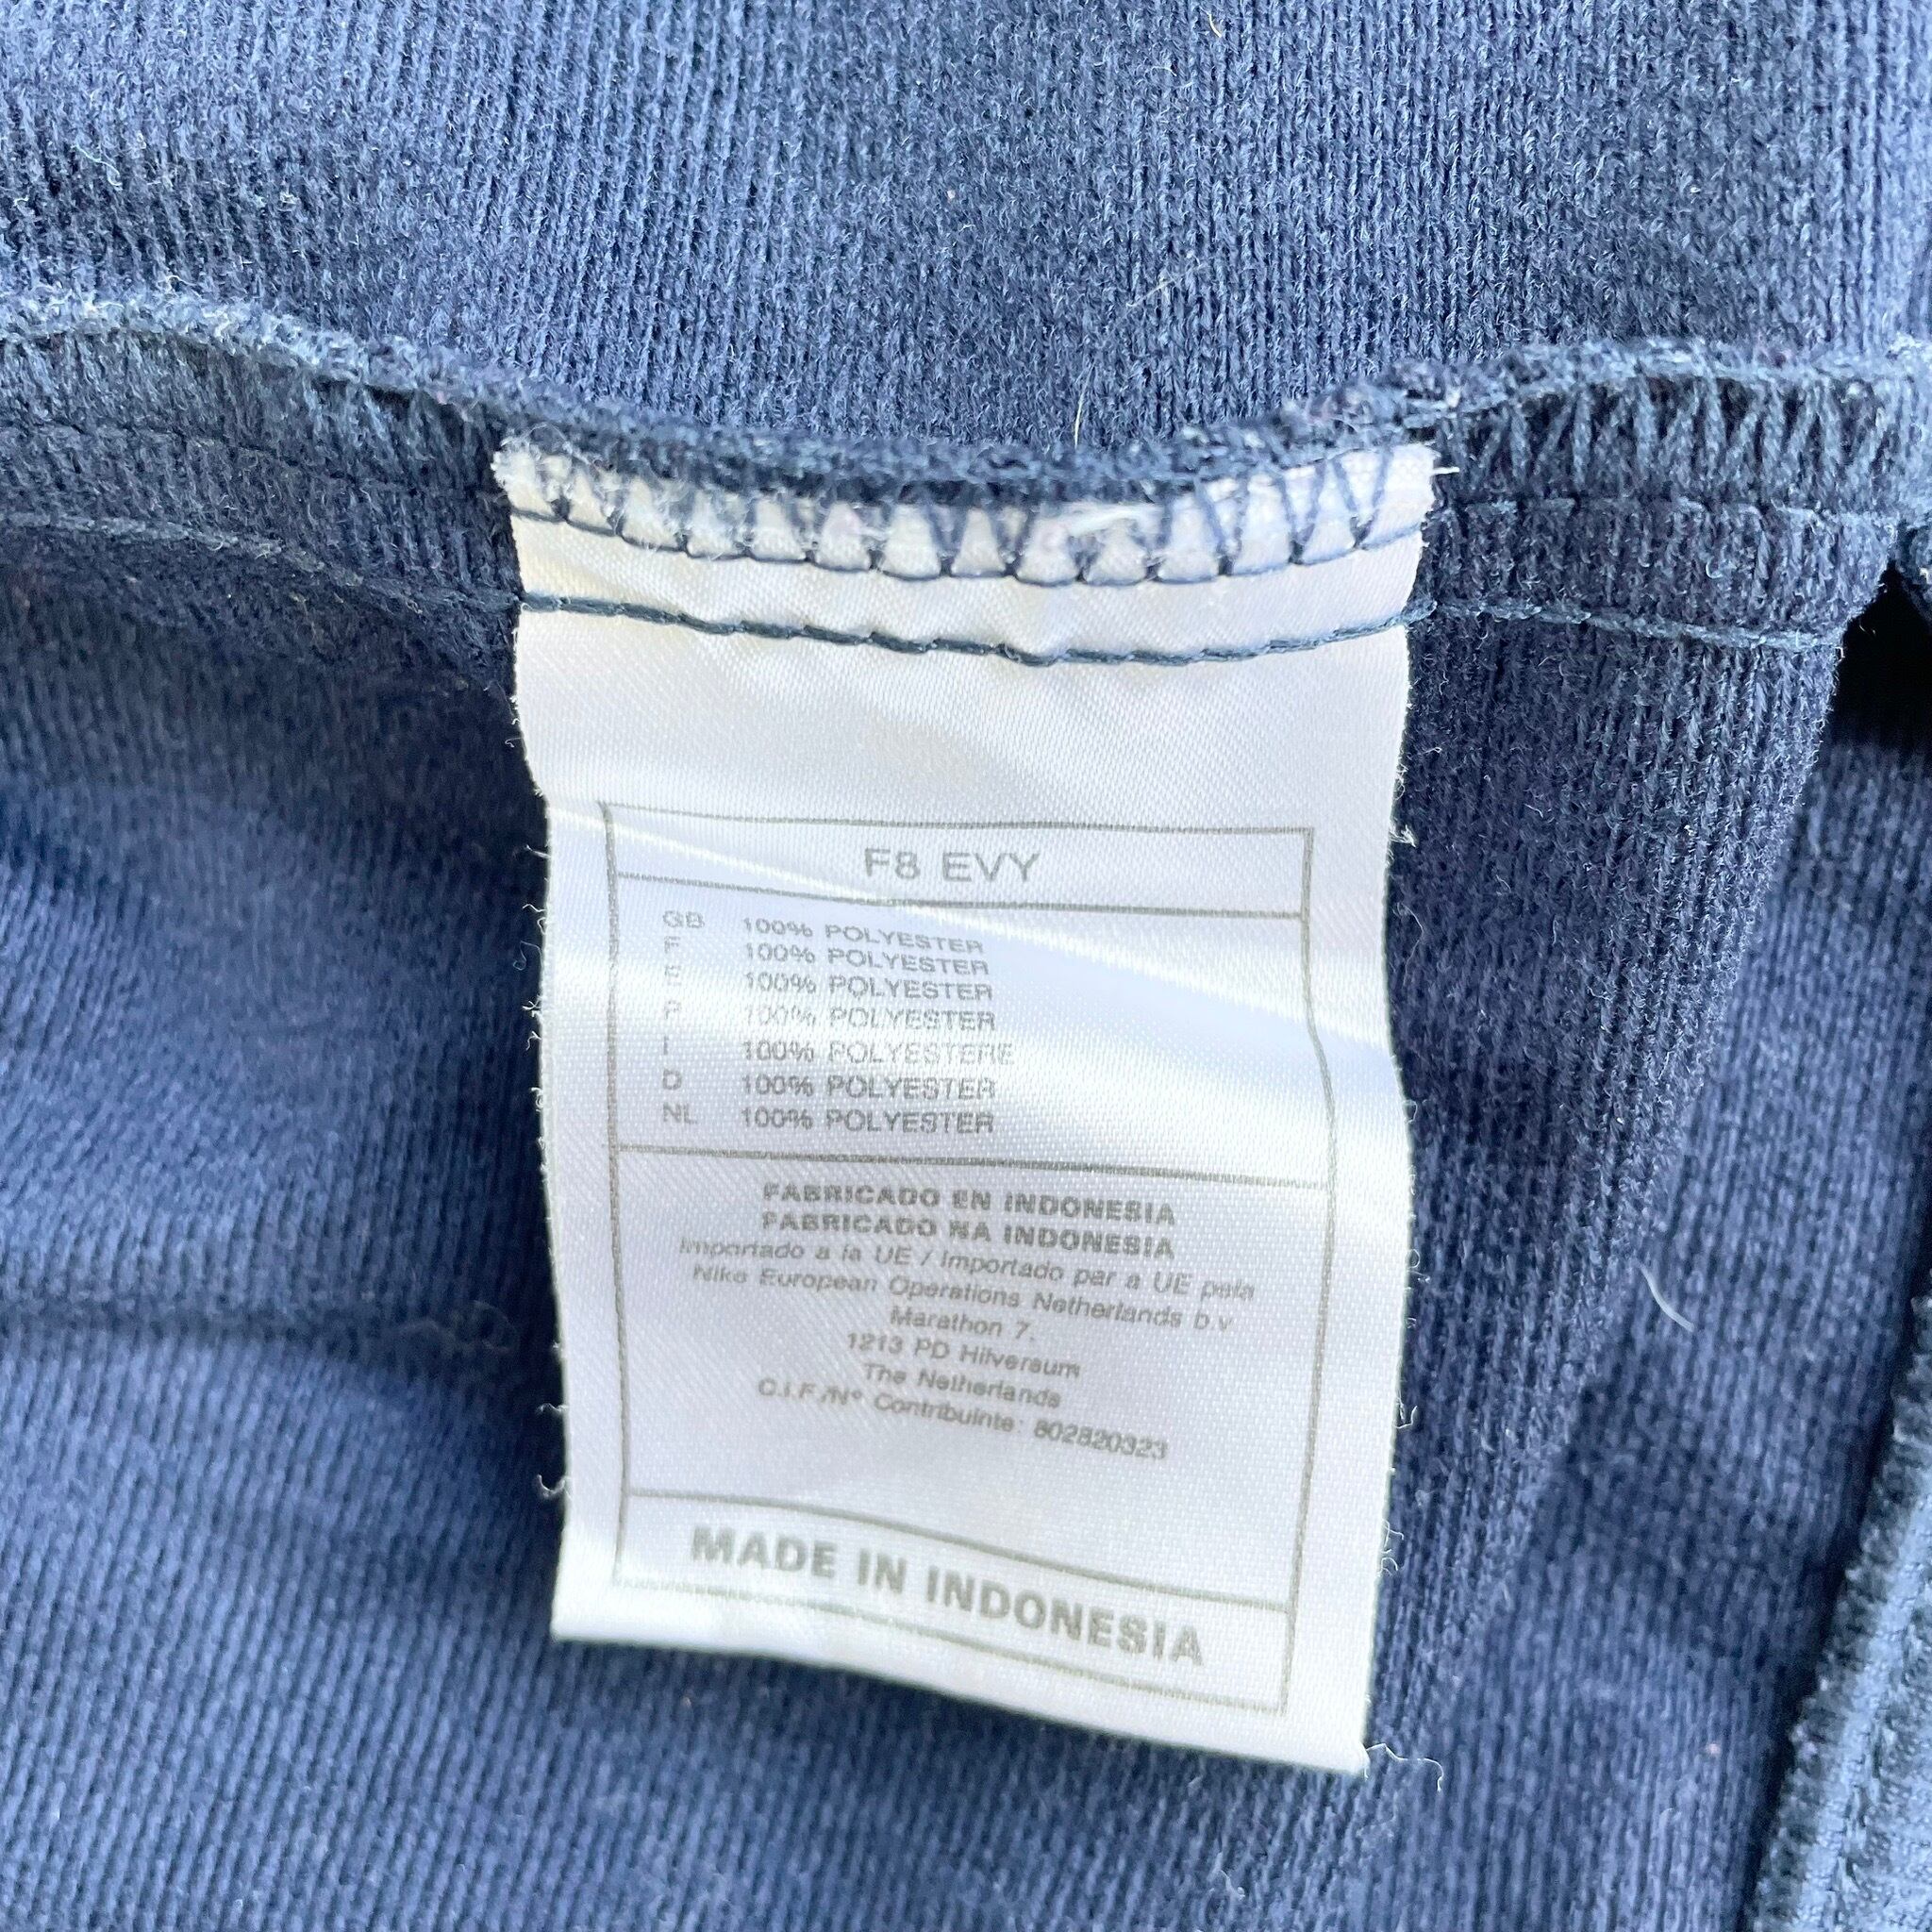 F8 EVY
GB 100% POLYESTER
F 100% POLYESTER
E 100% POLYESTER
P 100% POLYESTER
I 100% POLYESTERE
D 100% POLYESTER
NL 100% POLYESTER
FABRICADO EN INDONESIA
FABRICADO NA INDONESIA
Importado a la UE / Importado par a UE pela
Nike European Operations Netherlands b.v
Marathon 7.
1213 PD Hilversum
The Netherlands
C.I.F./Nº Contribuinte: 802820323
MADE IN INDONESIA